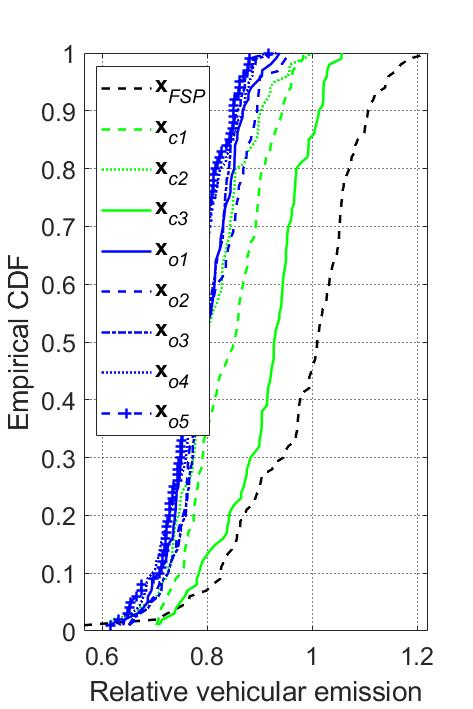 1
0.9
0.8
0.7
0.6
0.5
0.4
0.3
0.2
0.1
0
Empirical CDF
x_FSP
x_c1
x_c2
x_c3
x_o1
x_o2
x_o3
x_o4
x_o5
0.6 0.8 1 1.2
Relative vehicular emission